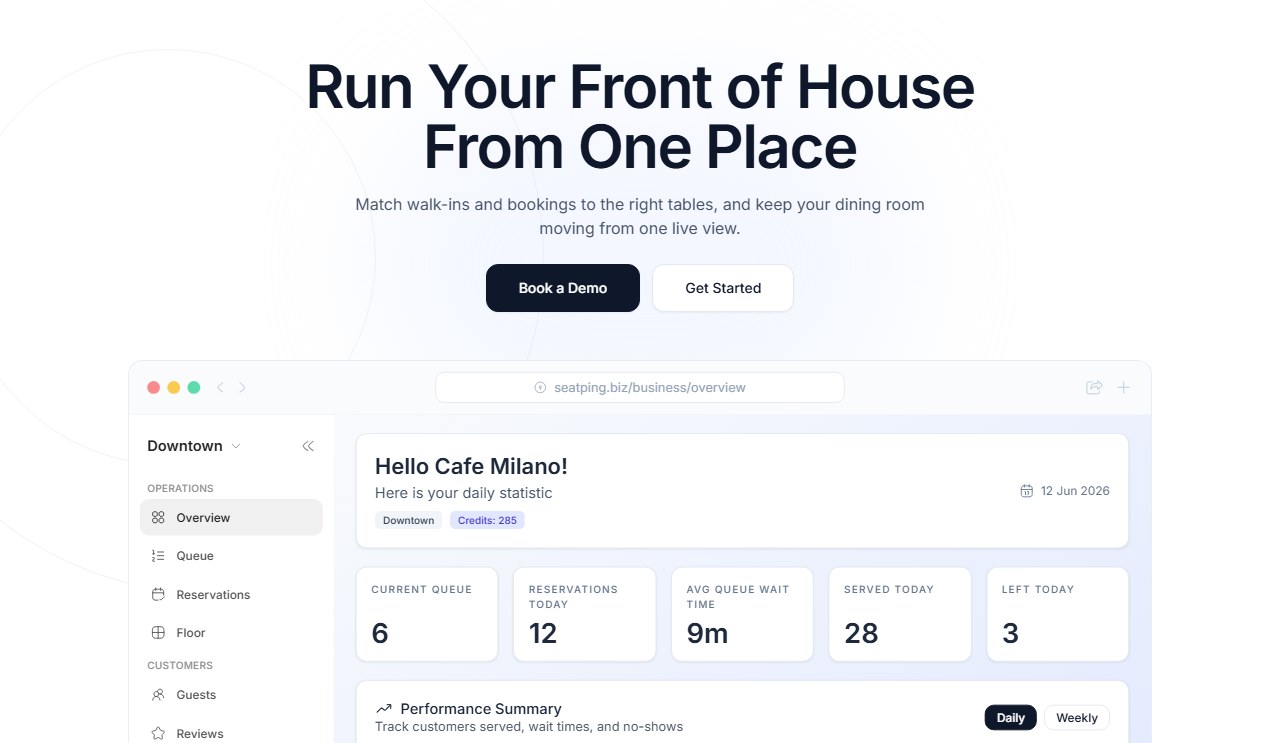 Run Your Front of House
From One Place
Match walk-ins and bookings to the right tables, and keep your dining room
moving from one live view.
Book a Demo
Get Started
seatping.biz/business/overview
Downtown
OPERATIONS
Overview
Queue
Reservations
Floor
CUSTOMERS
Guests
Reviews
Hello Cafe Milano!
Here is your daily statistic
Downtown
Credits: 285
12 Jun 2026
CURRENT QUEUE
6
RESERVATIONS
TODAY
12
AVG QUEUE WAIT
TIME
9m
SERVED TODAY
28
LEFT TODAY
3
Performance Summary
Track customers served, wait times, and no-shows
Daily
Weekly